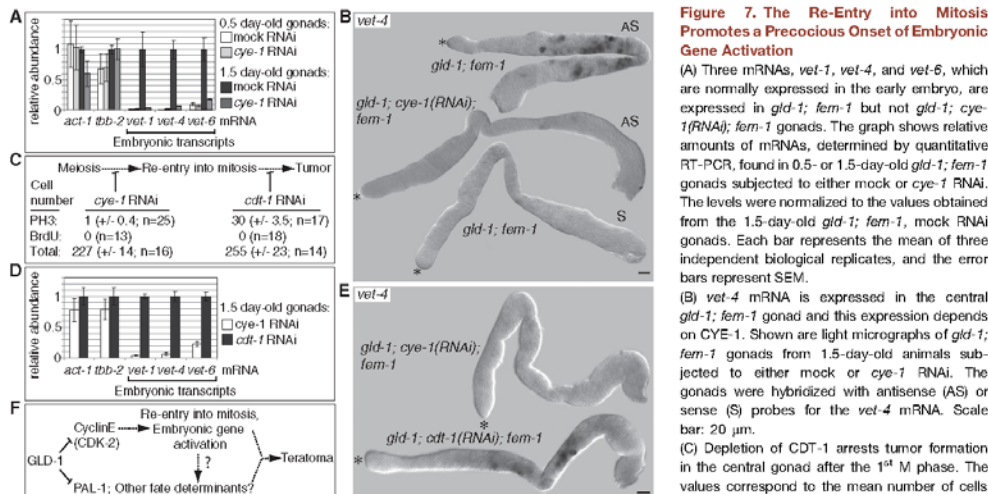 A
relative abundance
1
0.5
0
0.5 day-old gonads:
mock RNAi
cye-1 RNAi
1.5 day-old gonads:
mock RNAi
cye-1 RNAi
act-1 tbb-2 vet-1 vet-4 vet-6 mRNA
Embryonic transcripts
C
Meiosis Re-entry into mitosis Tumor
Cell
number cye-1 RNAi cdt-1 RNAi
PH3: 1 (+/- 0.4; n=25) 30 (+/- 3.5; n=17)
BrdU: 0 (n=13) 0 (n=18)
Total: 227 (+/- 14; n=16) 255 (+/- 23; n=14)
D
relative abundance
1
0.5
0
1.5 day-old gonads:
cye-1 RNAi
cdt-1 RNAi
act-1 tbb-2 vet-1 vet-4 vet-6 mRNA
Embryonic transcripts
F
Re-entry into mitosis,
CyclinE Embryonic gene
(CDK-2) activation
GLD-1 ? Teratoma
PAL-1; Other fate determinants?
B vet-4
*
AS
gld-1; fem-1
gld-1; cye-1(RNAi);
fem-1
AS
*
gld-1; fem-1
S
*
E vet-4
gld-1; cye-1(RNAi);
fem-1
*
gld-1; cdt-1(RNAi); fem-1
*
Figure 7. The Re-Entry into Mitosis
Promotes a Precocious Onset of Embryonic
Gene Activation
(A) Three mRNAs, vet-1, vet-4, and vet-6, which
are normally expressed in the early embryo, are
expressed in gld-1; fem-1 but not gld-1; cye-
1(RNAi); fem-1 gonads. The graph shows relative
amounts of mRNAs, determined by quantitative
RT-PCR, found in 0.5- or 1.5-day-old gld-1; fem-1
gonads subjected to either mock or cye-1 RNAi.
The levels were normalized to the values obtained
from the 1.5-day-old gld-1; fem-1, mock RNAi
gonads. Each bar represents the mean of three
independent biological replicates, and the error
bars represent SEM.
(B) vet-4 mRNA is expressed in the central
gld-1; fem-1 gonad and this expression depends
on CYE-1. Shown are light micrographs of gld-1;
fem-1 gonads from 1.5-day-old animals sub-
jected to either mock or cye-1 RNAi. The
gonads were hybridized with antisense (AS) or
sense (S) probes for the vet-4 mRNA. Scale
bar: 20 μm.
(C) Depletion of CDT-1 arrests tumor formation
in the central gonad after the 1st M phase. The
values correspond to the mean number of cells